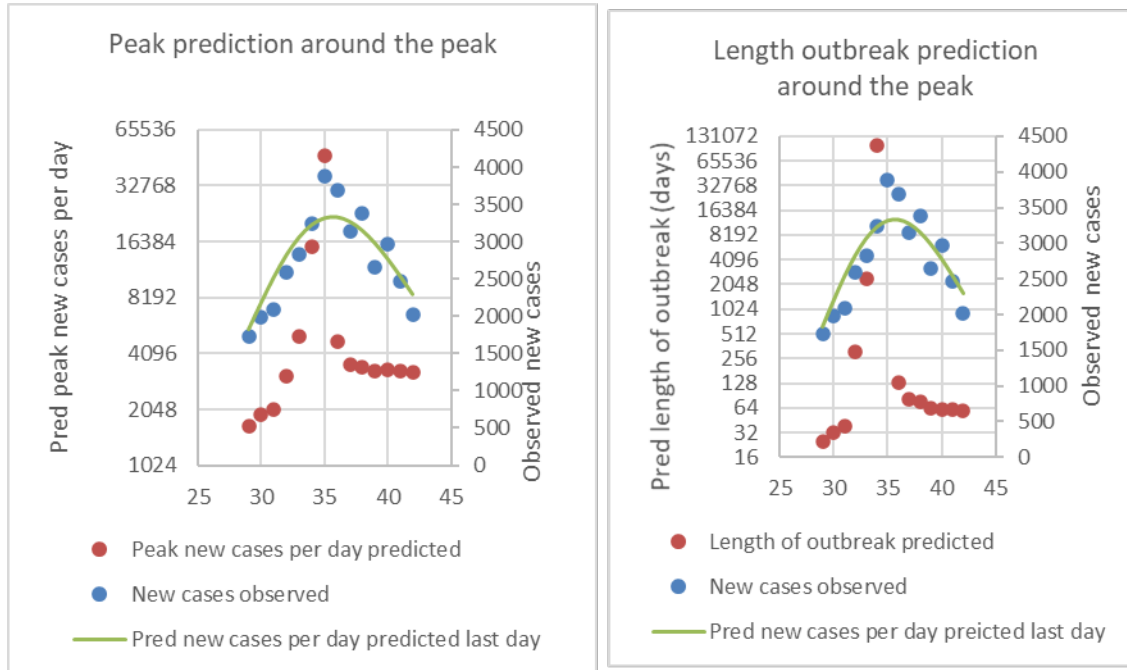 Peak prediction around the peak
Pred peak new cases per day
65536
32768
16384
8192
4096
2048
1024
4500
4000
3500
3000
2500
2000
1500
1000
500
0
Observed new cases
25 30 35 40 45
Peak new cases per day predicted
New cases observed
Pred new cases per day predicted last day
Length outbreak prediction
around the peak
Pred length of outbreak (days)
131072
65536
32768
16384
8192
4096
2048
1024
512
256
128
64
32
16
4500
4000
3500
3000
2500
2000
1500
1000
500
0
Observed new cases
25 30 35 40 45
Length of outbreak predicted
New cases observed
Pred new cases per day preicted last day